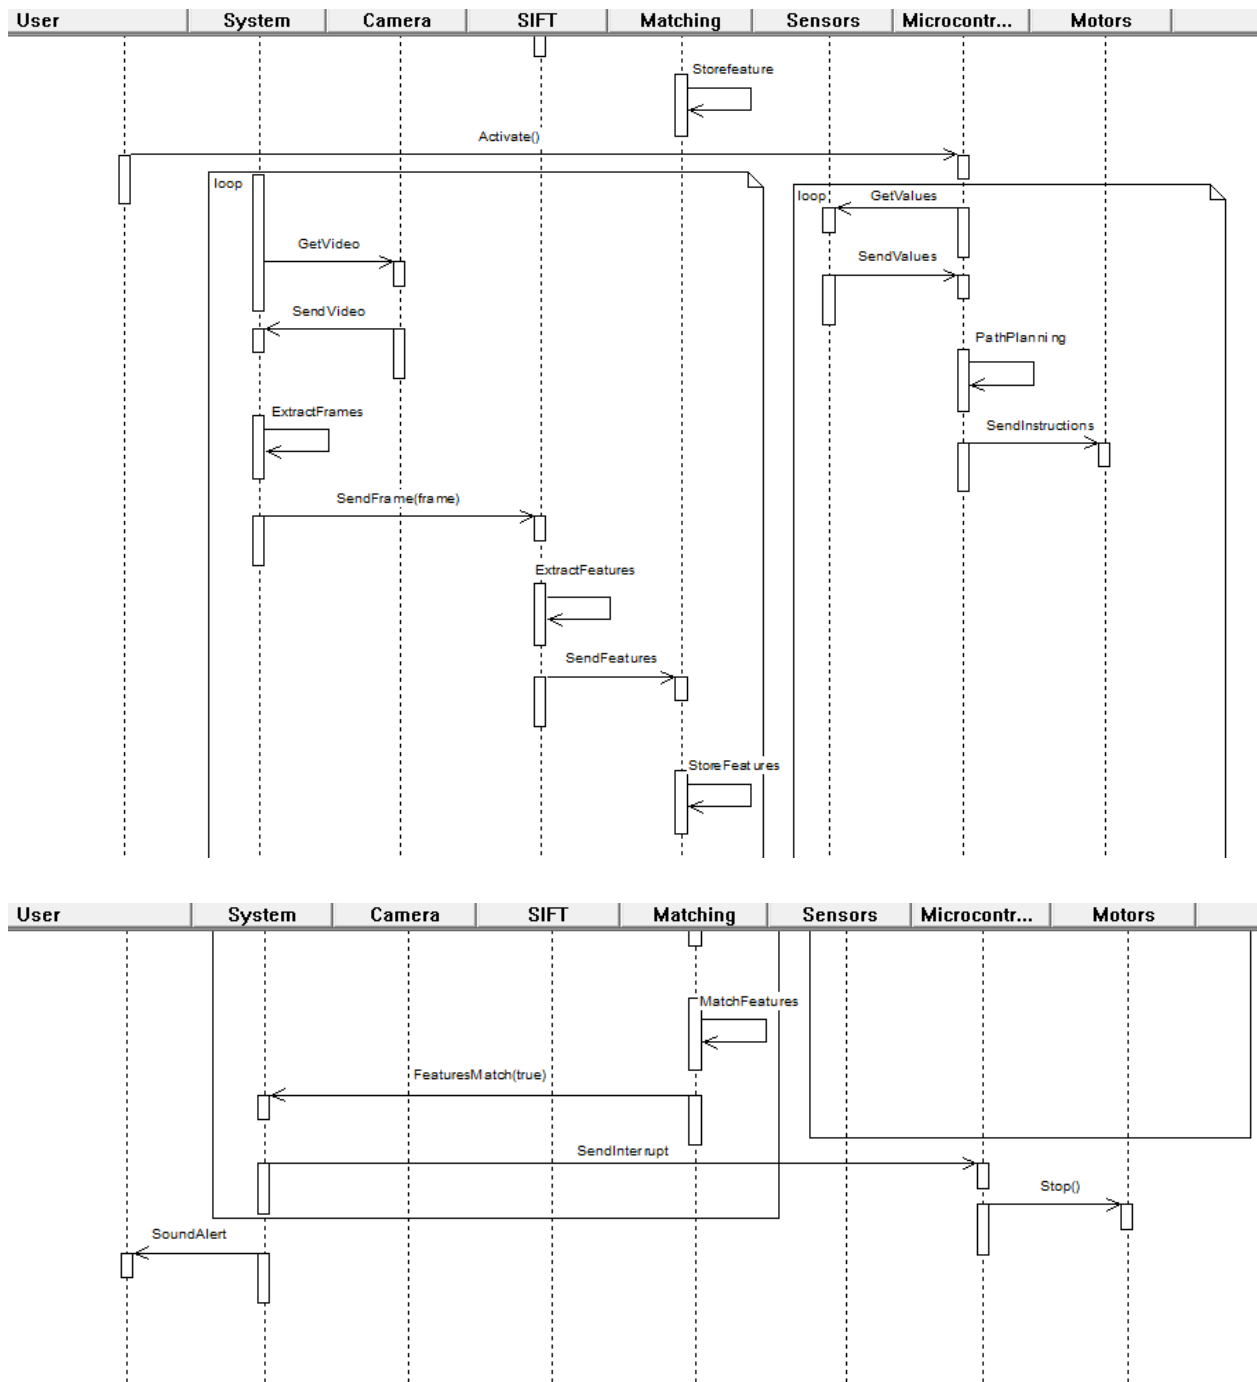 User System Camera SIFT Matching Sensors Microcontr... Motors
Storefeature
Activate()
loop
loop GetValues
GetVideo
SendValues
SendVideo
PathPlanning
ExtractFrames
SendInstructions
SendFrame(frame)
ExtractFeatures
SendFeatures
StoreFeatures
User System Camera SIFT Matching Sensors Microcontr... Motors
MatchFeatures
FeaturesMatch(true)
SendInterrupt
Stop()
SoundAlert